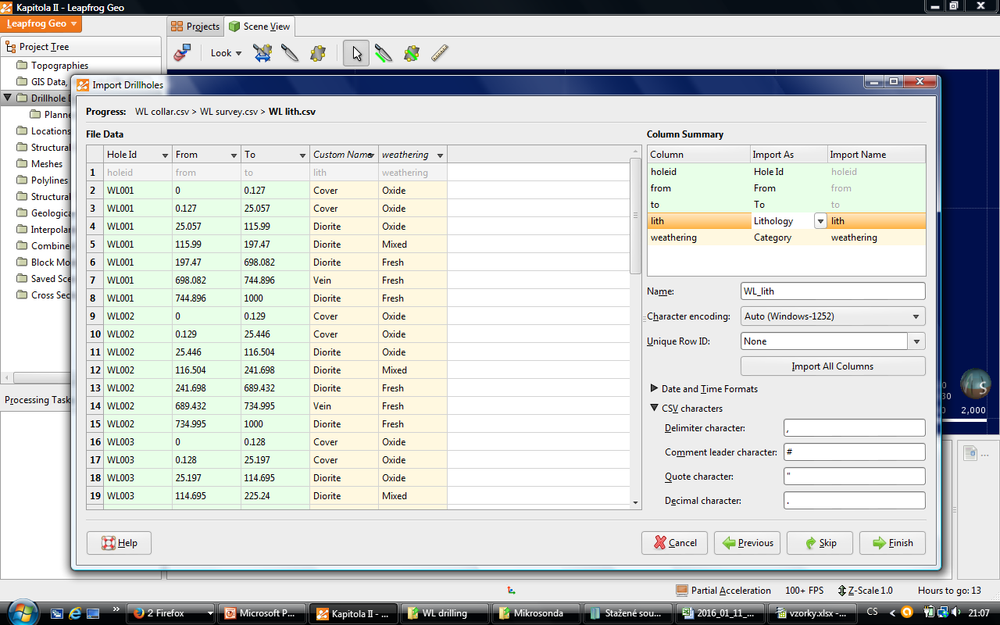 Kapitola II - Leapfrog Geo
Leapfrog Geo
Projects
Scene View
Project Tree
Look
Topographies
GIS Data,
Drillhole
Planne
Locations
Structural
Meshes
Polylines
Structural
Geologica
Interpolar
Combine
Block Mo
Saved Sce
Cross Sec
Processing Task
Import Drillholes
Progress: WL collar.csv > WL survey.csv > WL lith.csv
File Data
Hole Id From To Custom Name weathering
1 holeid from to lith weathering
2 WL001 0 0.127 Cover Oxide
3 WL001 0.127 25.057 Cover Oxide
4 WL001 25.057 115.99 Diorite Oxide
5 WL001 115.99 197.47 Diorite Mixed
6 WL001 197.47 698.082 Diorite Fresh
7 WL001 698.082 744.896 Vein Fresh
8 WL001 744.896 1000 Diorite Fresh
9 WL002 0 0.129 Cover Oxide
10 WL002 0.129 25.446 Cover Oxide
11 WL002 25.446 116.504 Diorite Oxide
12 WL002 116.504 241.698 Diorite Mixed
13 WL002 241.698 689.432 Diorite Fresh
14 WL002 689.432 734.995 Vein Fresh
15 WL002 734.995 1000 Diorite Fresh
16 WL003 0 0.128 Cover Oxide
17 WL003 0.128 25.197 Cover Oxide
18 WL003 25.197 114.695 Diorite Oxide
19 WL003 114.695 225.24 Diorite Mixed
Column Summary
Column Import As Import Name
holeid Hole Id holeid
from From from
to To to
lith Lithology lith
weathering Category weathering
Name: WL_lith
Character encoding: Auto (Windows-1252)
Unique Row ID: None
Import All Columns
Date and Time Formats
CSV characters
Delimiter character: ,
Comment leader character: #
Quote character: "
Decimal character: .
Help
Cancel
Previous
Skip
Finish
S
0
30
0 2,000
...
Partial Acceleration 100+ FPS Z-Scale 1.0 Hours to go: 13
» 2 Firefox Microsoft P... Kapitola II - ... WL drilling Mikrosonda Stažené sou... 2016_01_11_... vzorky.xlsx -... CS 21:07